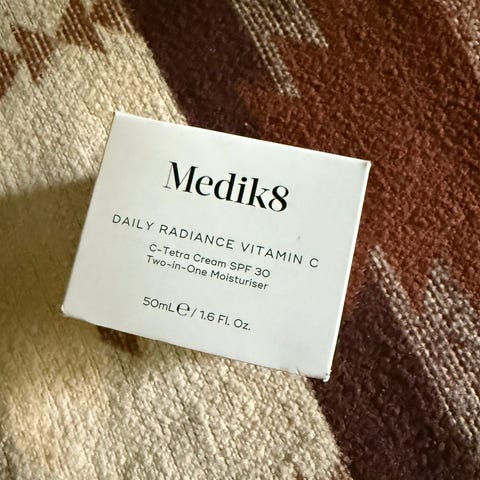 Medik8
DAILY RADIANCE VITAMIN C
C-Tetra Cream SPF 30
Two-in-One Moisturiser
50mL℮/ 1.6 Fl. Oz.